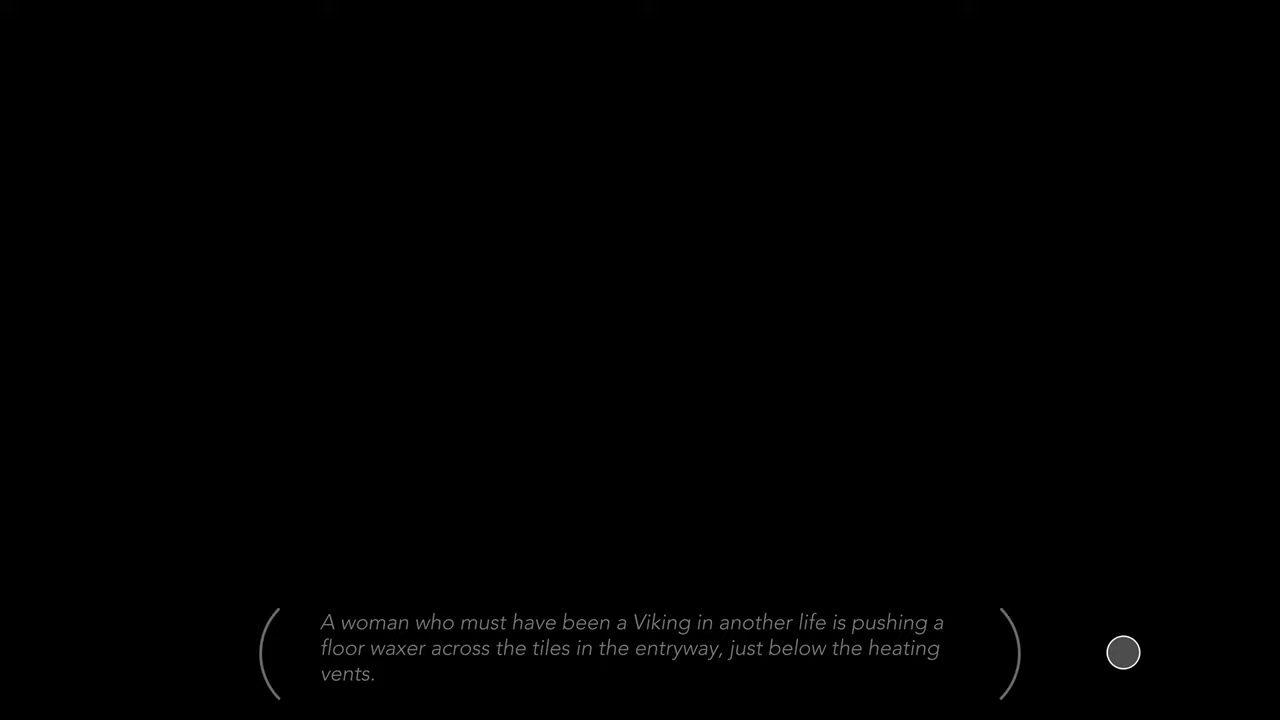 A woman who must have been a Viking in another life is pushing a
floor waxer across the tiles in the entryway, just below the heating
vents.